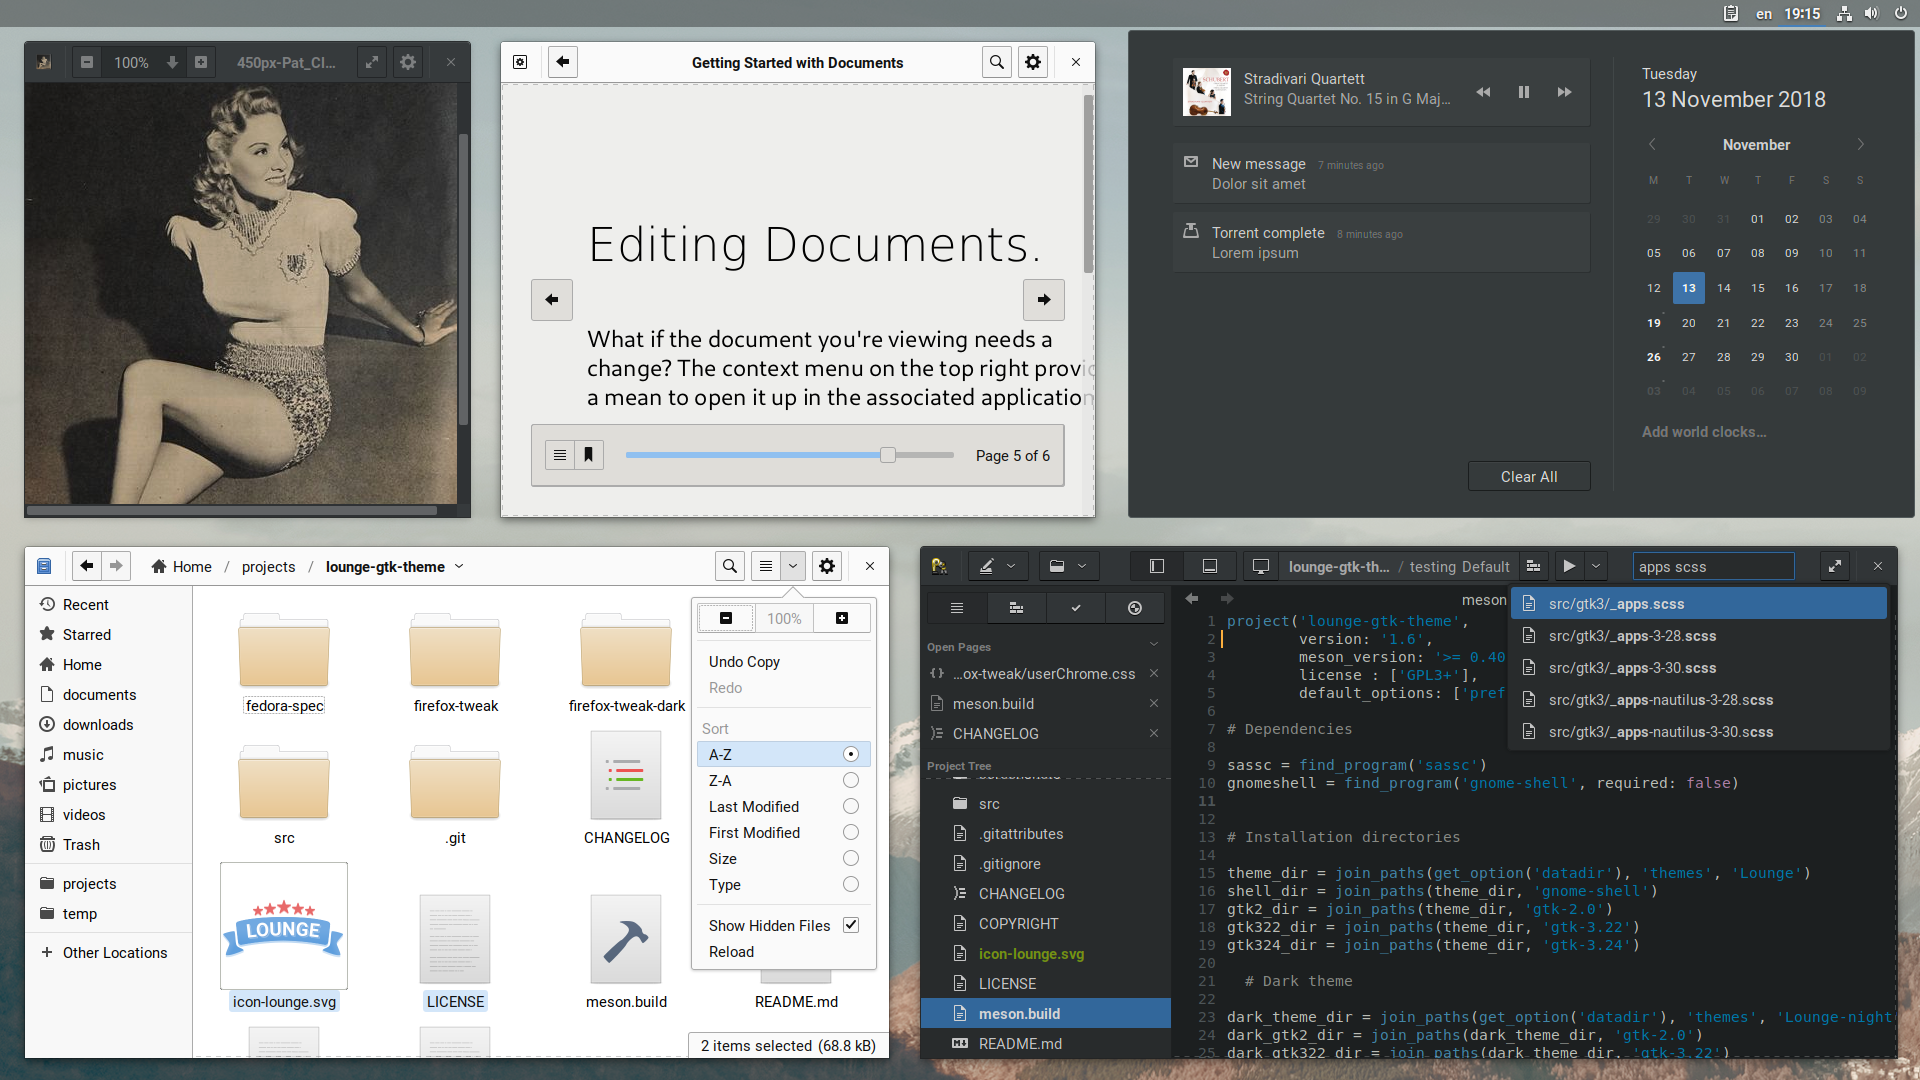 en 19:15
100% 450px-Pat_Cl...
Getting Started with Documents
Editing Documents.
What if the document you're viewing needs a
change? The context menu on the top right provi
a mean to open it up in the associated application
Page 5 of 6
Stradivari Quartett
String Quartet No. 15 in G Maj...
New message 7 minutes ago
Dolor sit amet
Torrent complete 8 minutes ago
Lorem ipsum
Clear All
Tuesday
13 November 2018
November
M T W T F S S
29 30 31 01 02 03 04
05 06 07 08 09 10 11
12 13 14 15 16 17 18
19 20 21 22 23 24 25
26 27 28 29 30 01 02
03 04 05 06 07 08 09
Add world clocks...
Home / projects / lounge-gtk-theme
Recent
Starred
Home
documents
downloads
music
pictures
videos
Trash
projects
temp
Other Locations
fedora-spec
firefox-tweak
firefox-tweak-dark
src
.git
CHANGELOG
LOUNGE
icon-lounge.svg
LICENSE
meson.build
README.md
100%
Undo Copy
Redo
Sort
A-Z
Z-A
Last Modified
First Modified
Size
Type
Show Hidden Files
Reload
2 items selected (68.8 kB)
lounge-gtk-th... / testing Default
apps scss
src/gtk3/_apps.scss
src/gtk3/_apps-3-28.scss
src/gtk3/_apps-3-30.scss
src/gtk3/_apps-nautilus-3-28.scss
src/gtk3/_apps-nautilus-3-30.scss
Open Pages
...ox-tweak/userChrome.css
meson.build
CHANGELOG
Project Tree
src
.gitattributes
.gitignore
CHANGELOG
COPYRIGHT
icon-lounge.svg
LICENSE
meson.build
README.md
meson
1 project('lounge-gtk-theme',
2 version: '1.6',
3 meson_version: '>= 0.40
4 license : ['GPL3+'],
5 default_options: ['pref
6
7 # Dependencies
8
9 sassc = find_program('sassc')
10 gnomeshell = find_program('gnome-shell', required: false)
11
12
13 # Installation directories
14
15 theme_dir = join_paths(get_option('datadir'), 'themes', 'Lounge')
16 shell_dir = join_paths(theme_dir, 'gnome-shell')
17 gtk2_dir = join_paths(theme_dir, 'gtk-2.0')
18 gtk322_dir = join_paths(theme_dir, 'gtk-3.22')
19 gtk324_dir = join_paths(theme_dir, 'gtk-3.24')
20
21 # Dark theme
22
23 dark_theme_dir = join_paths(get_option('datadir'), 'themes', 'Lounge-night
24 dark_gtk2_dir = join_paths(dark_theme_dir, 'gtk-2.0')
25 dark_gtk322_dir = join_paths(dark_theme_dir, 'gtk-3.22')